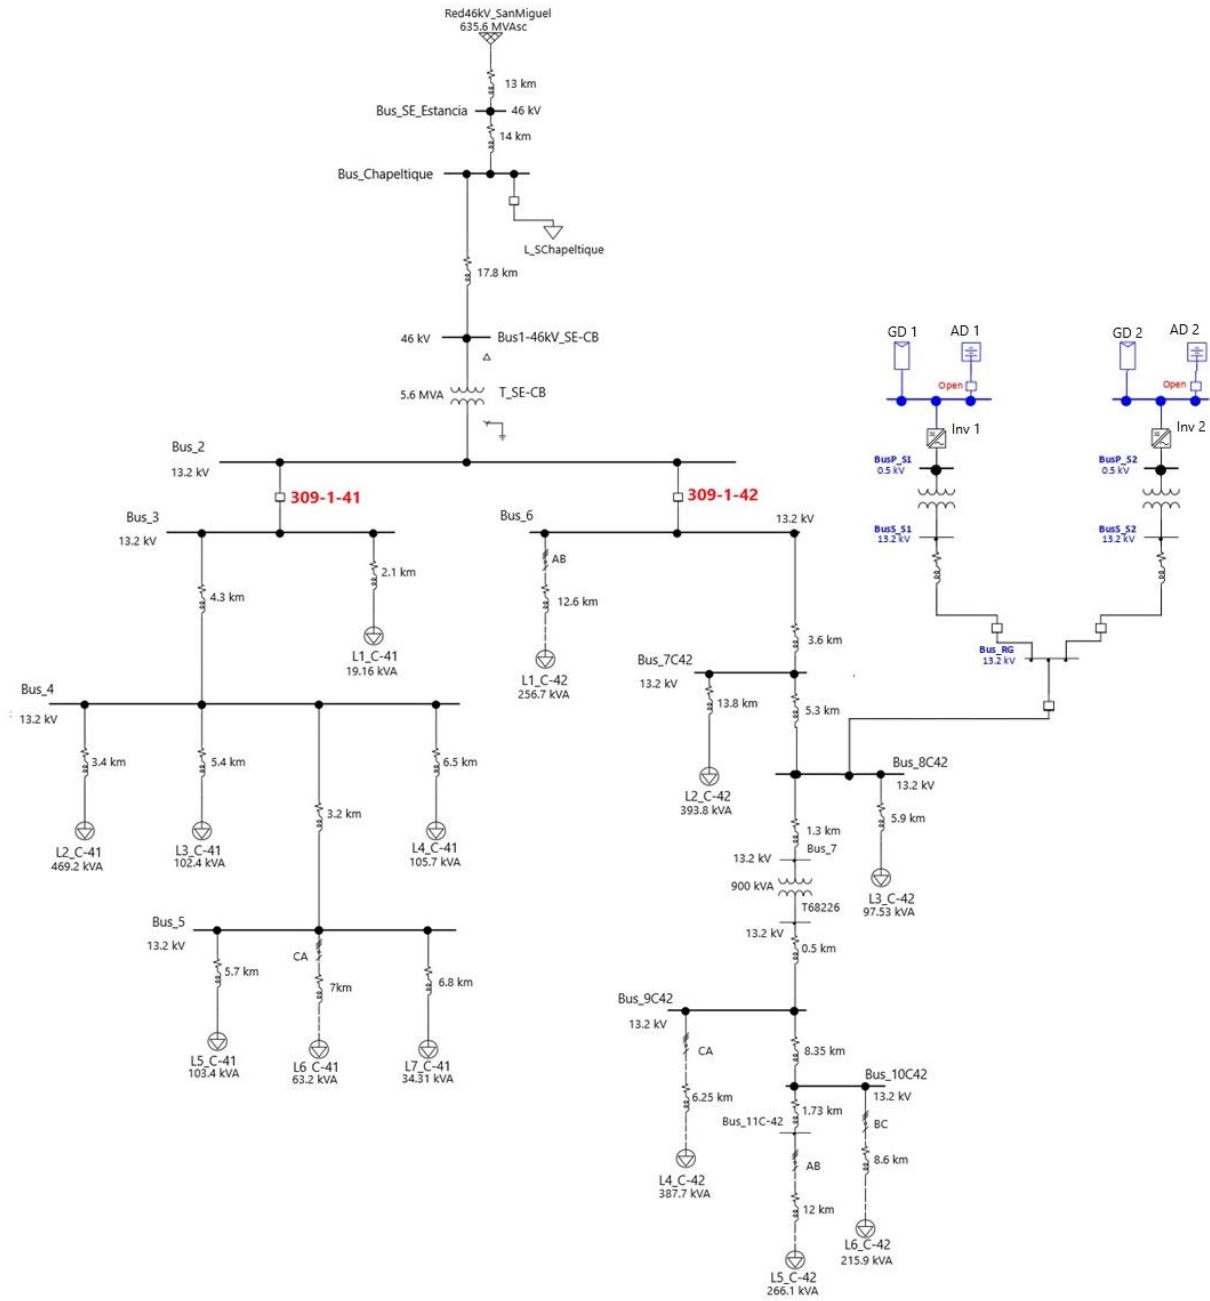 Red46kV_SanMiguel
635.6 MVAsc
13 km
Bus_SE_Estancia
46 kV
14 km
Bus_Chapeltique
L_SChapeltique
17.8 km
46 kV
Bus1-46kV_SE-CB
5.6 MVA
T_SE-CB
GD 1
AD 1
Open
Inv 1
BusP_S1
0.5 kV
BusS_S1
13.2 kV
GD 2
AD 2
Open
Inv 2
BusP_S2
0.5 kV
BusS_S2
13.2 kV
Bus_RG
13.2 kV
Bus_2
13.2 kV
309-1-41
309-1-42
Bus_3
13.2 kV
4.3 km
2.1 km
L1_C-41
19.16 kVA
Bus_4
13.2 kV
3.4 km
5.4 km
3.2 km
6.5 km
L2_C-41
469.2 kVA
L3_C-41
102.4 kVA
L4_C-41
105.7 kVA
Bus_5
13.2 kV
5.7 km
CA
7km
6.8 km
L5_C-41
103.4 kVA
L6 C-41
63.2 kVA
L7_C-41
34.31 kVA
Bus_6
13.2 kV
AB
12.6 km
L1_C-42
256.7 kVA
3.6 km
Bus_7C42
13.2 kV
13.8 km
5.3 km
L2_C-42
393.8 kVA
Bus_8C42
13.2 kV
1.3 km
5.9 km
L3_C-42
97.53 kVA
Bus_7
13.2 kV
900 kVA
T68226
13.2 kV
0.5 km
Bus_9C42
13.2 kV
CA
6.25 km
L4_C-42
387.7 kVA
8.35 km
Bus_10C42
13.2 kV
1.73 km
Bus_11C-42
AB
12 km
L5_C-42
266.1 kVA
BC
8.6 km
L6_C-42
215.9 kVA